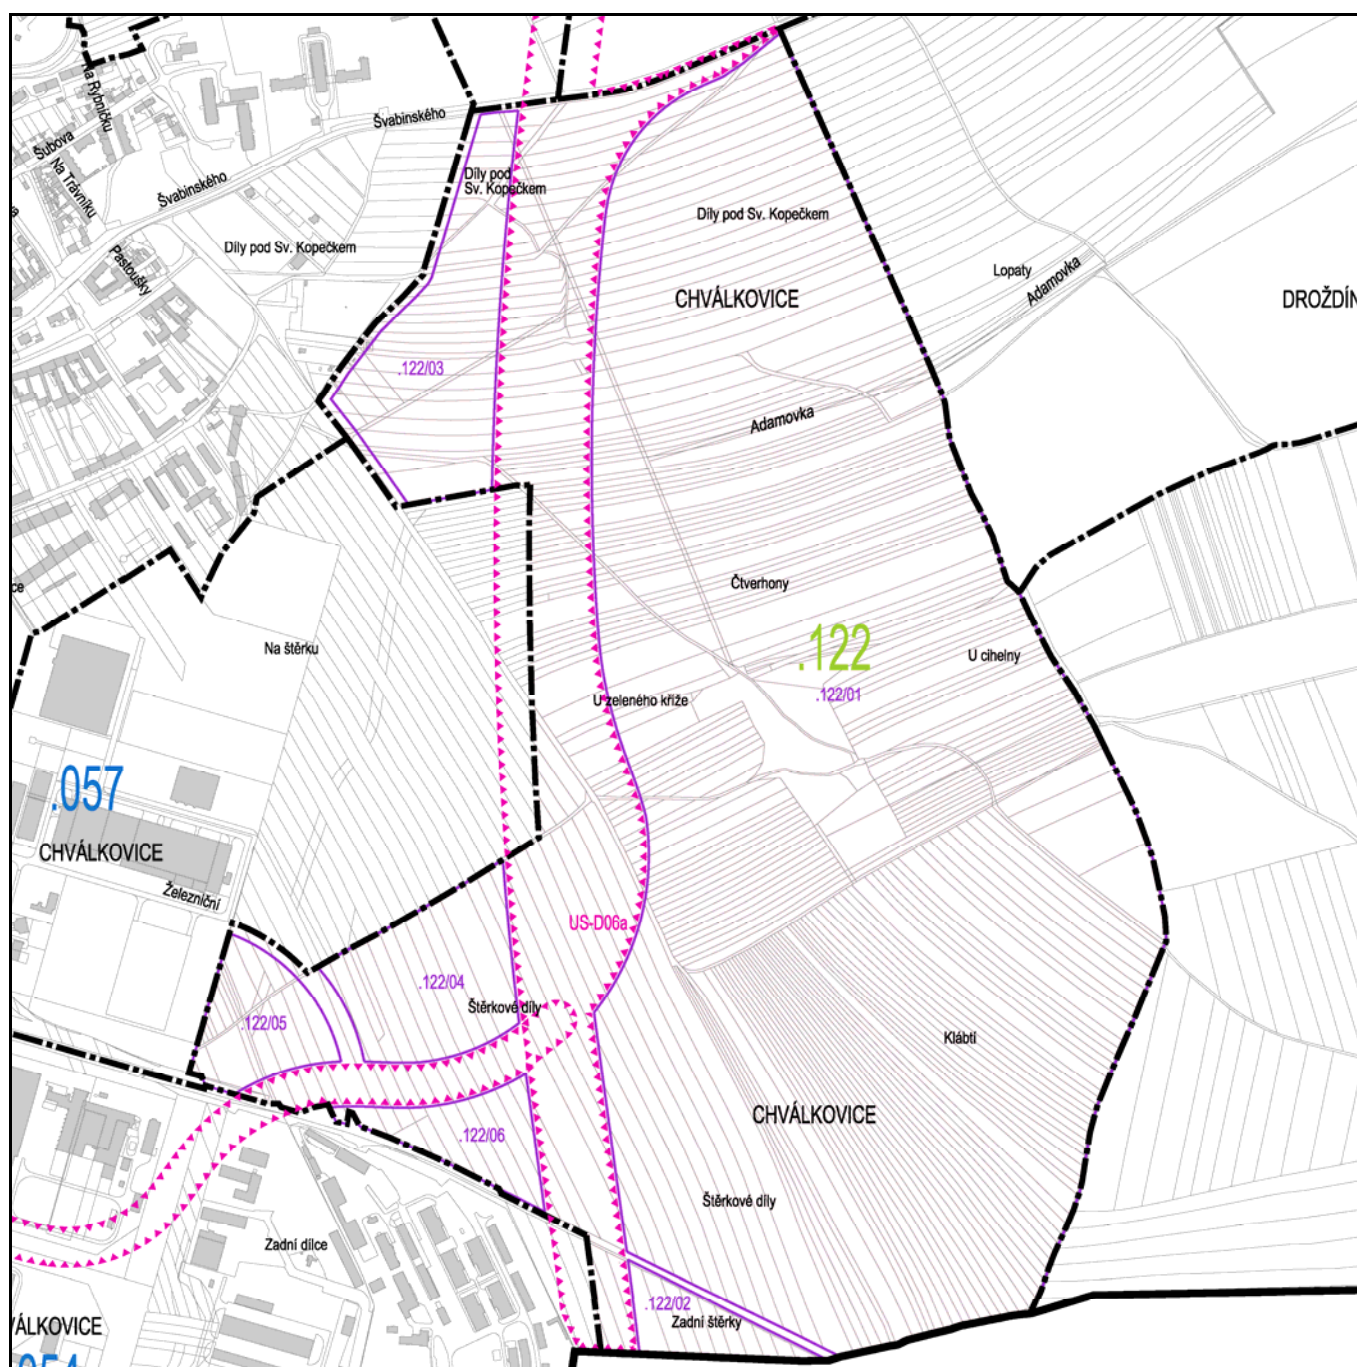 Na Rybníčku
Šubova
Na Trávníku
Švabinského
Švabinského
Pastoušky
Díly pod Sv. Kopečkem
Díly pod
Sv. Kopečkem
Díly pod Sv. Kopečkem
CHVÁLKOVICE
Lopaty
Adamovka
DROŽDÍN
.122/03
Adamovka
Čtverhony
.122
.122/01
U cihelny
Na štěrku
U zeleného kříže
.057
CHVÁLKOVICE
Železniční
US-D06a
.122/04
Štěrkové díly
.122/05
Klábtí
CHVÁLKOVICE
.122/06
Štěrkové díly
Zadní dílce
.122/02
Zadní štěrky
VÁLKOVICE